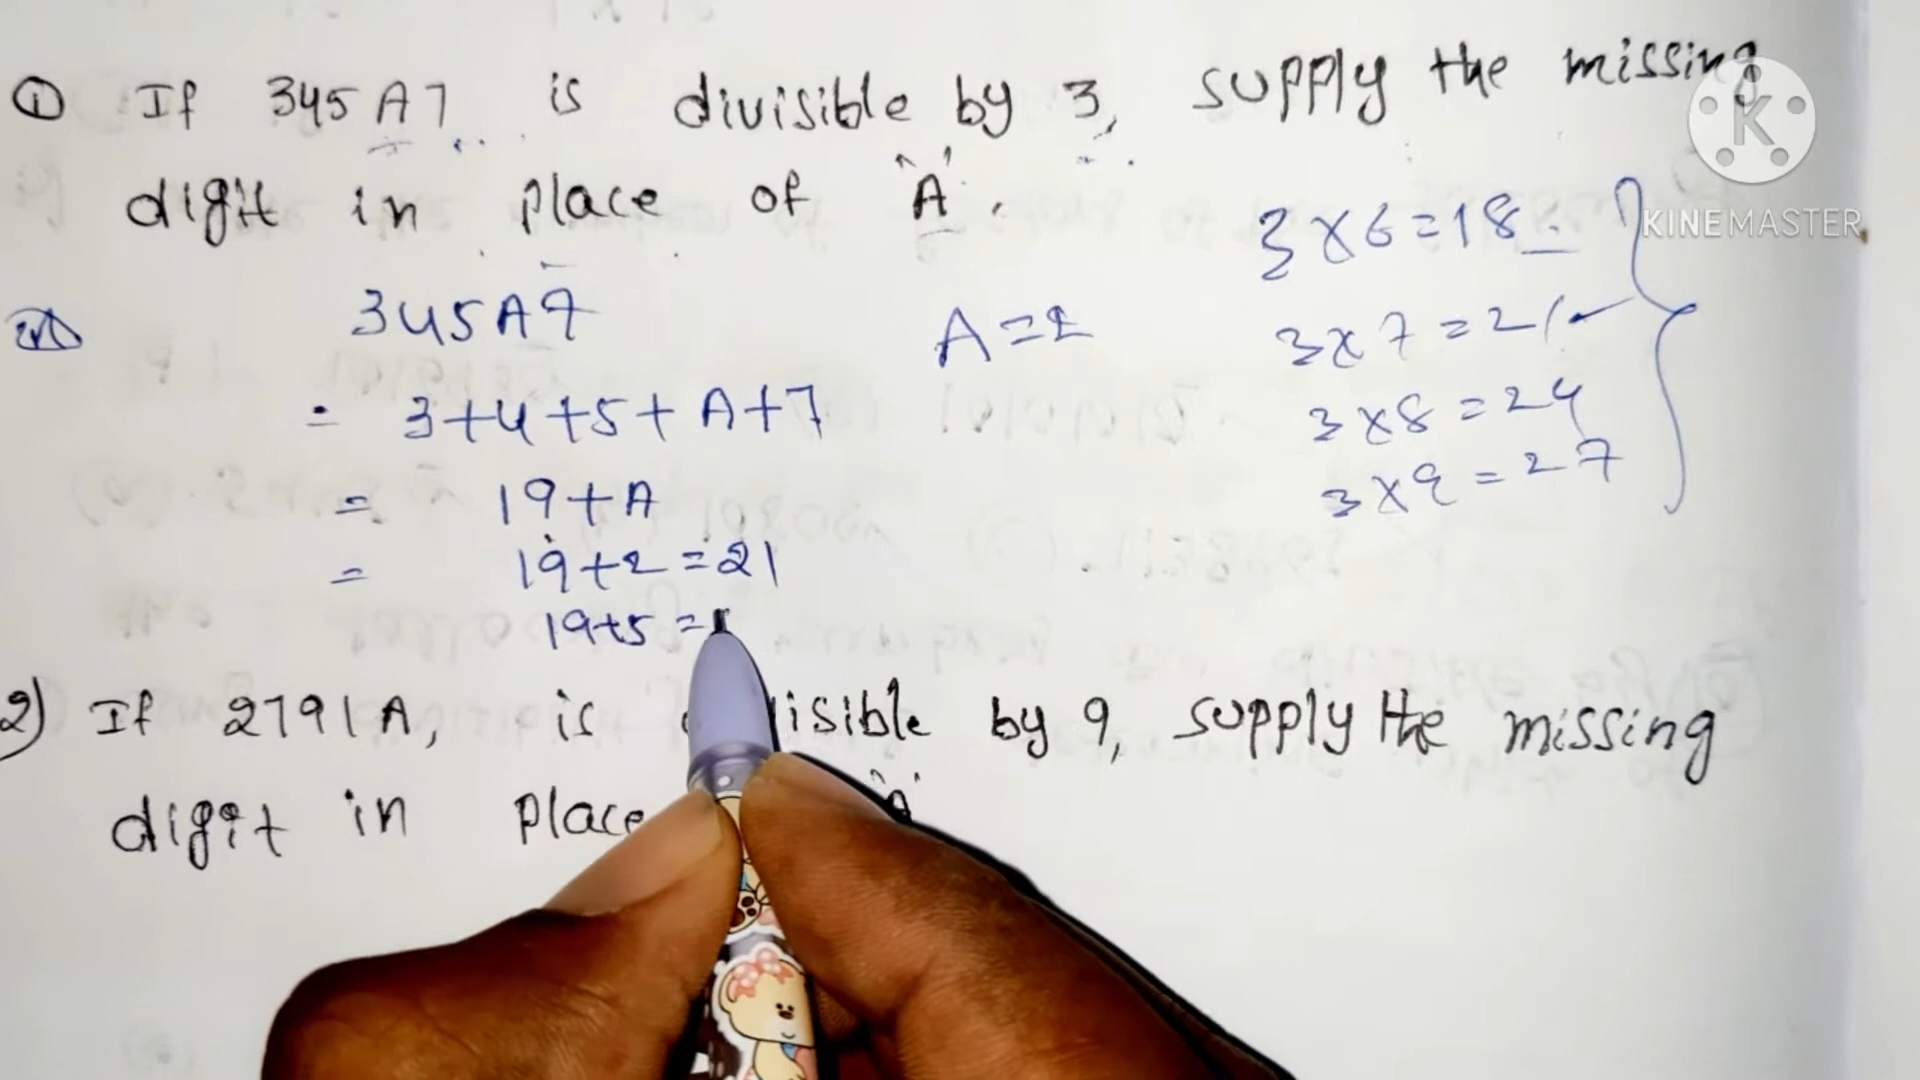 ① If 345A7 is divisible by 3, supply the missing
digit in place of 'A'.
345A7
= 3+4+5+A+7
= 19+A
= 19+2=21
19+5=
A=2
3×6=18
3×7=21
3×8=24
3×9=27
K
KINEMASTER
2) If 2791A, is visible by 9, supply the missing
digit in place 'A'